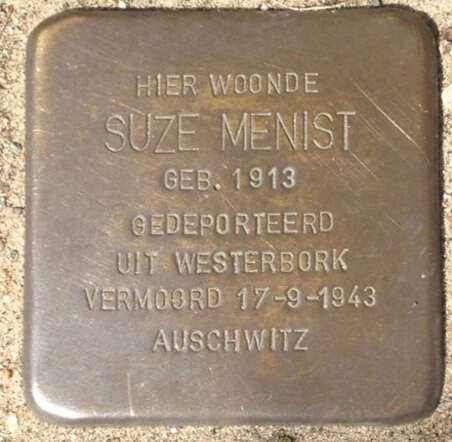 HIER WOONDE
SUZE MENIST
GEB. 1913
GEDEPORTEERD
UIT WESTERBORK
VERMOORD 17-9-1943
AUSCHWITZ